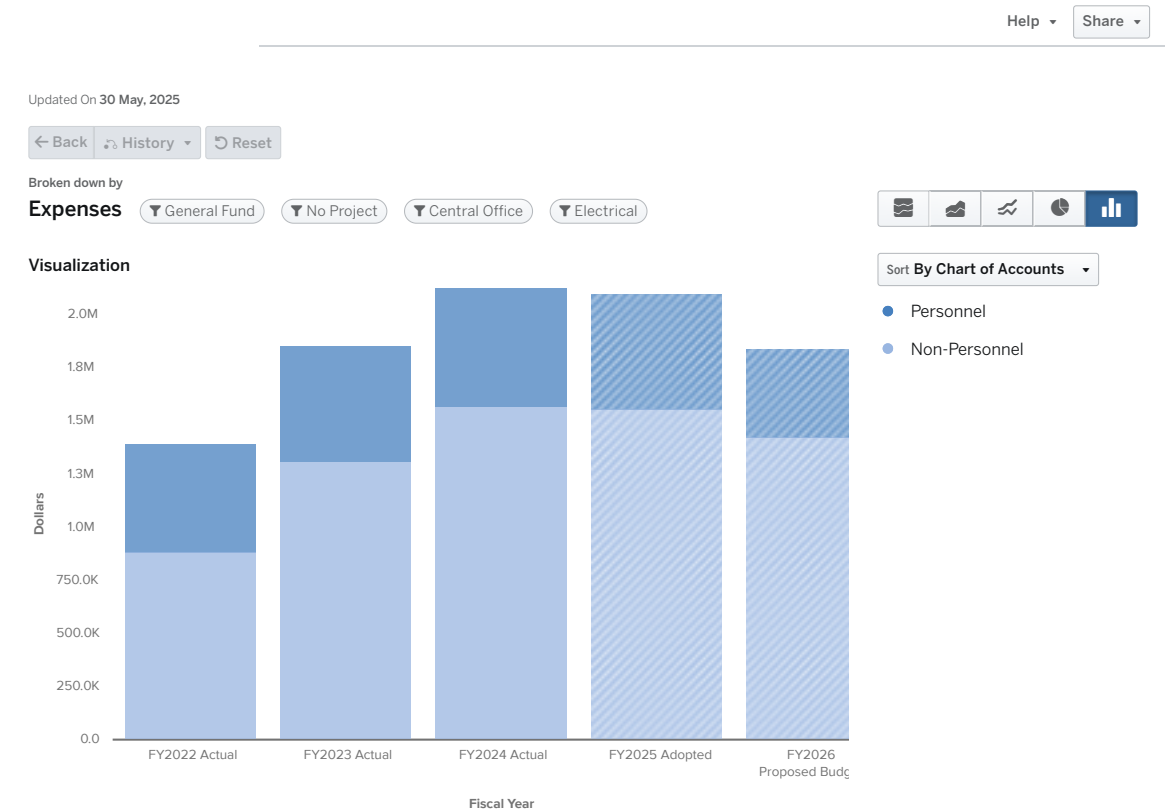 Help
Share
Updated On 30 May, 2025
Back
History
Reset
Broken down by
Expenses
General Fund
No Project
Central Office
Electrical
Visualization
Sort By Chart of Accounts
Personnel
Non-Personnel
2.0M
1.8M
1.5M
1.3M
1.0M
750.0K
500.0K
250.0K
0.0
Dollars
FY2022 Actual
FY2023 Actual
FY2024 Actual
FY2025 Adopted
FY2026
Proposed Budg
Fiscal Year